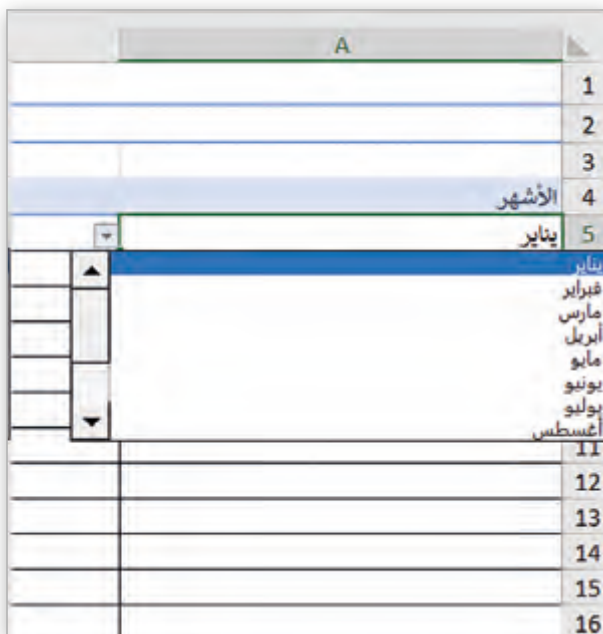 A
1
2
3
4 الأشهر
5 يناير
يناير
فبراير
مارس
أبريل
مايو
يونيو
يوليو
أغسطس
11
12
13
14
15
16